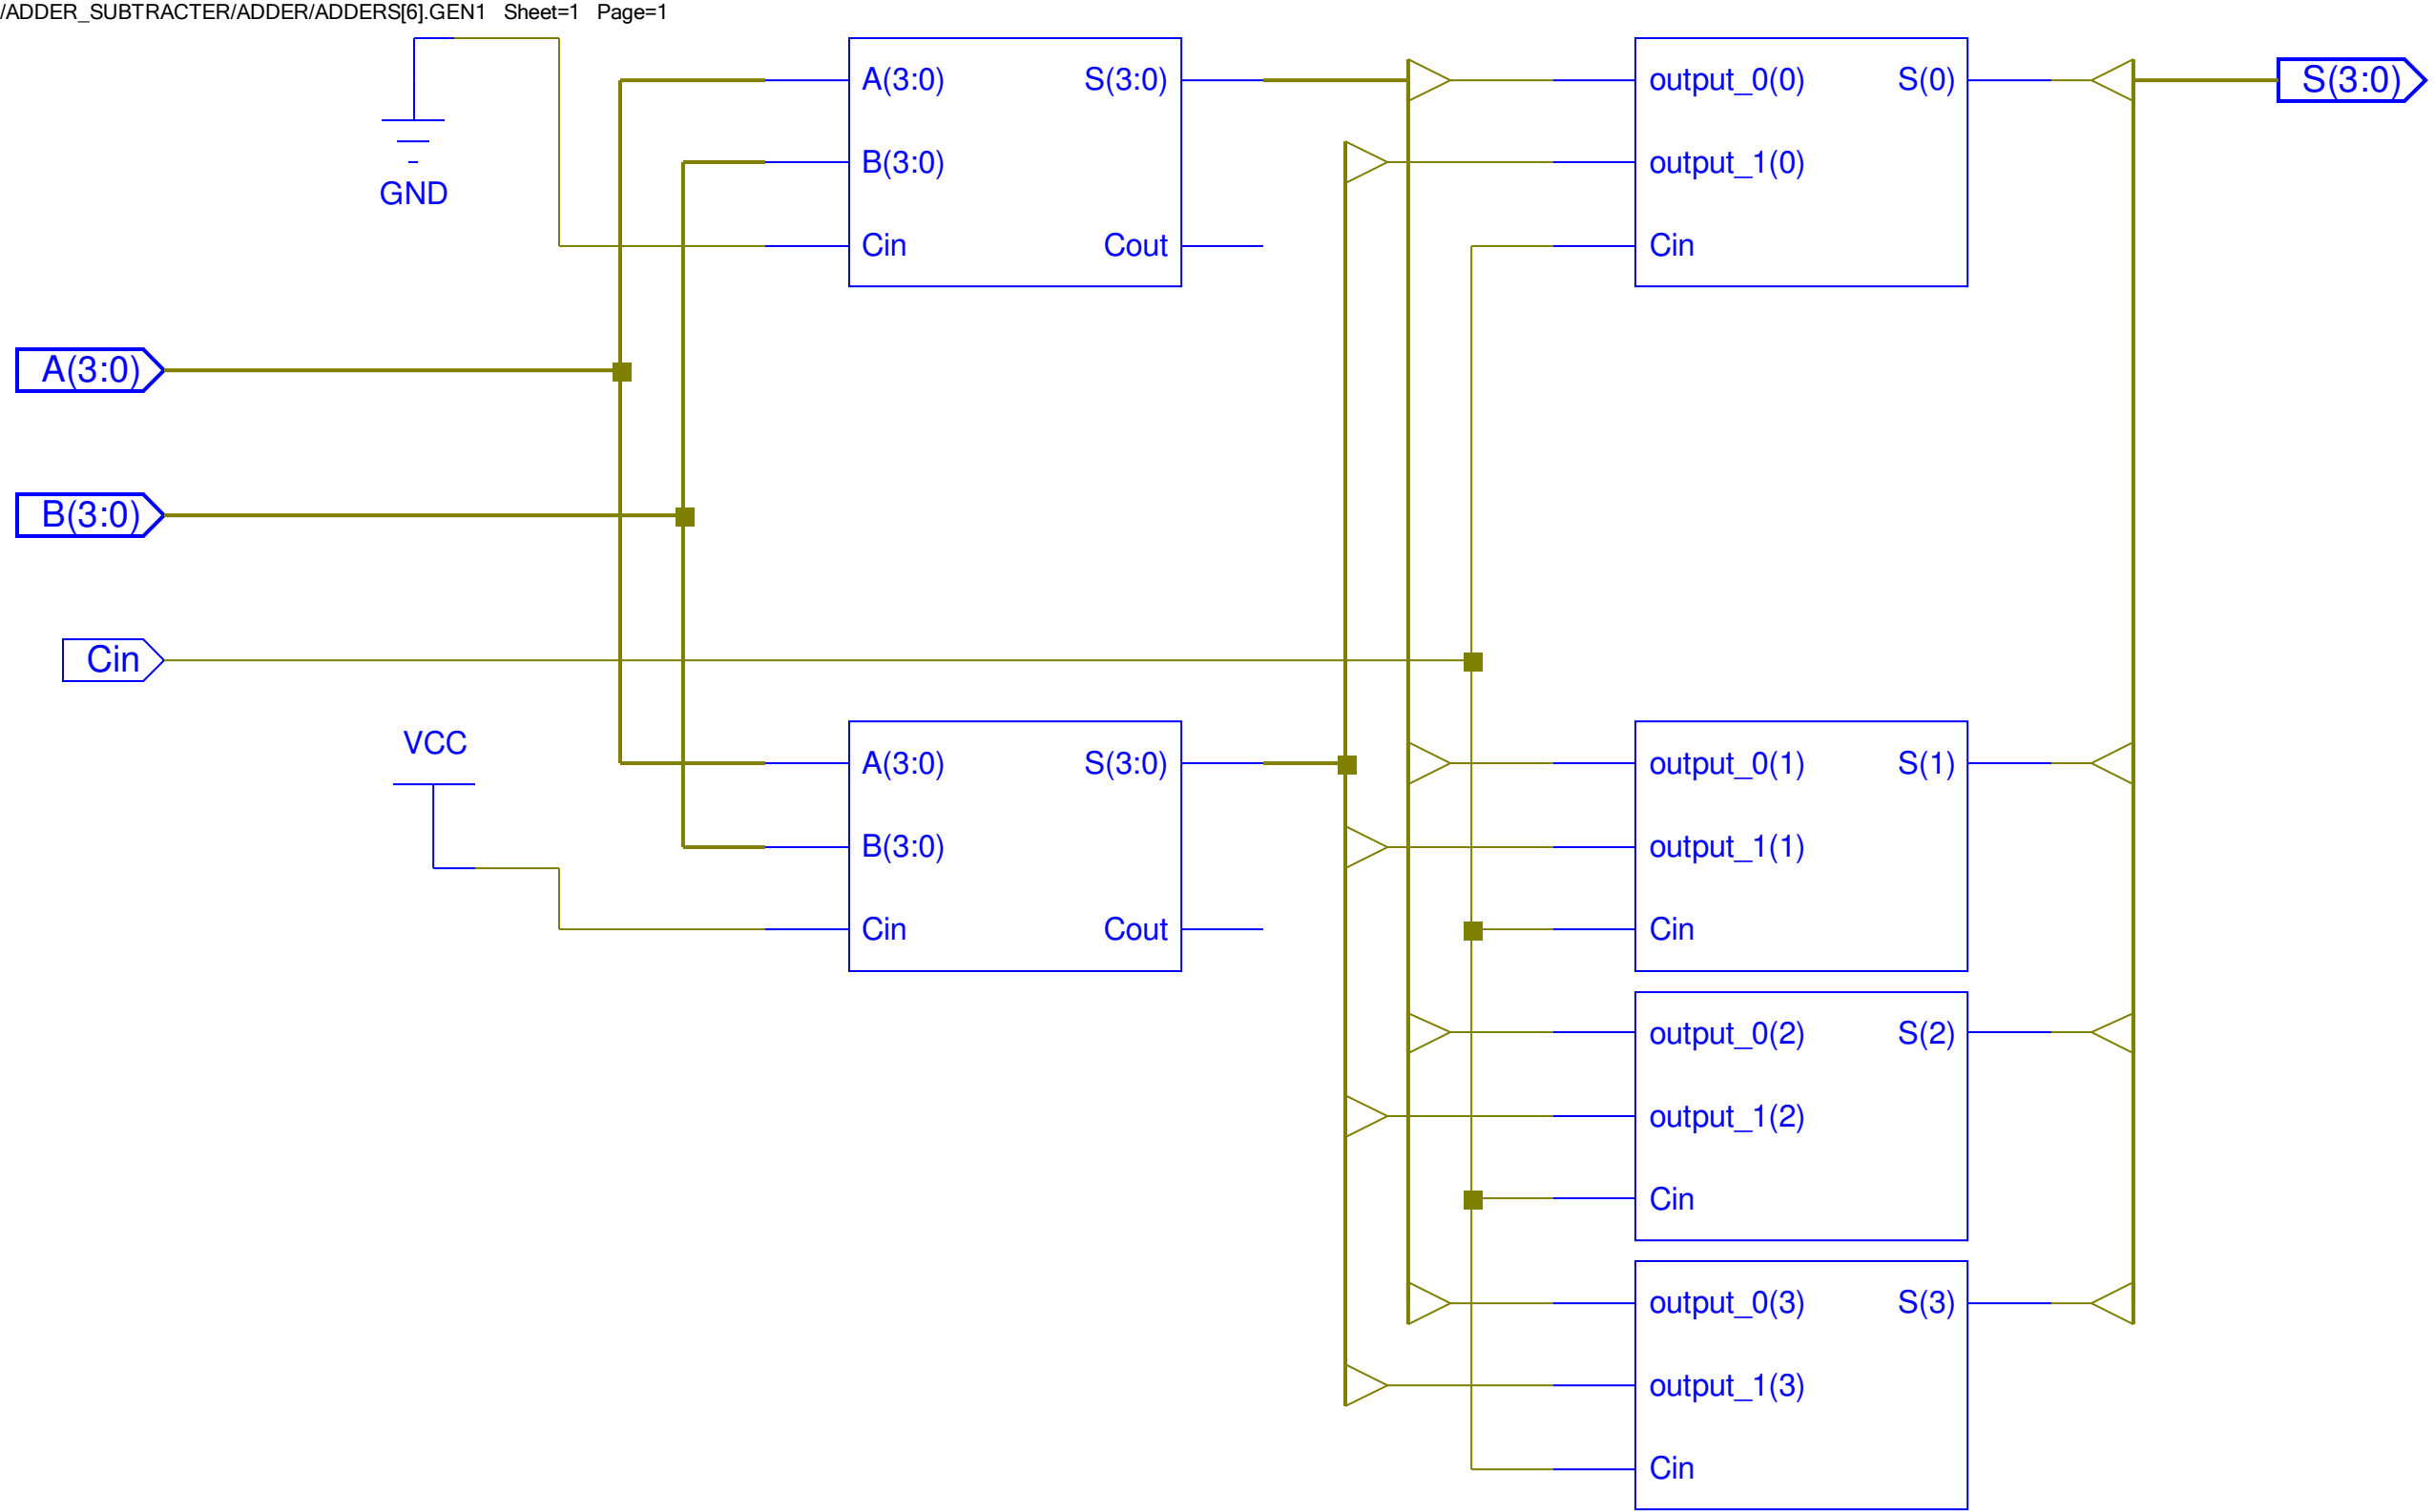 /ADDER_SUBTRACTER/ADDER/ADDERS[6].GEN1 Sheet=1 Page=1
A(3:0) S(3:0) output_0(0) S(0) S(3:0)
B(3:0) output_1(0)
GND
Cin Cout Cin
A(3:0)
B(3:0)
Cin
VCC
A(3:0) S(3:0) output_0(1) S(1)
B(3:0) output_1(1)
Cin Cout Cin
output_0(2) S(2)
output_1(2)
Cin
output_0(3) S(3)
output_1(3)
Cin